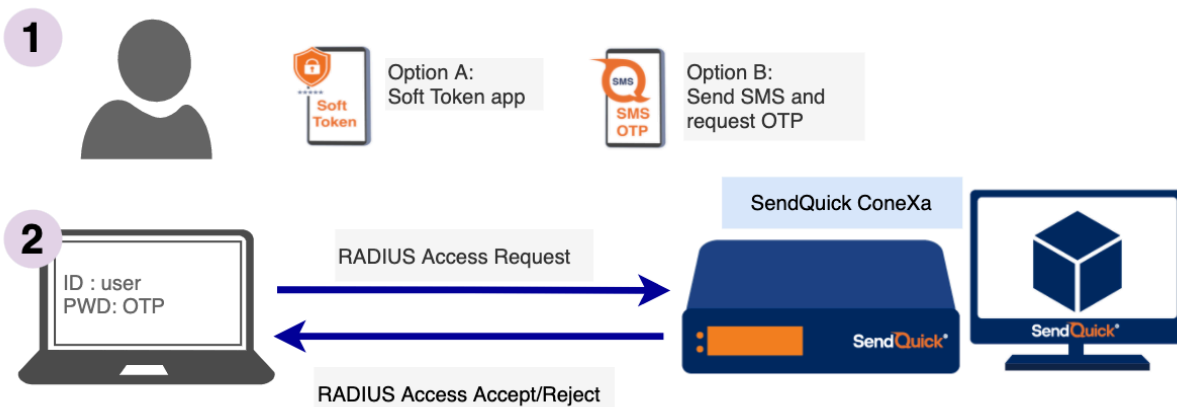 1
Soft
Token
Option A:
Soft Token app
SMS
SMS
OTP
Option B:
Send SMS and
request OTP
2
ID : user
PWD: OTP
RADIUS Access Request
RADIUS Access Accept/Reject
SendQuick ConeXa
SendQuick®
SendQuick®